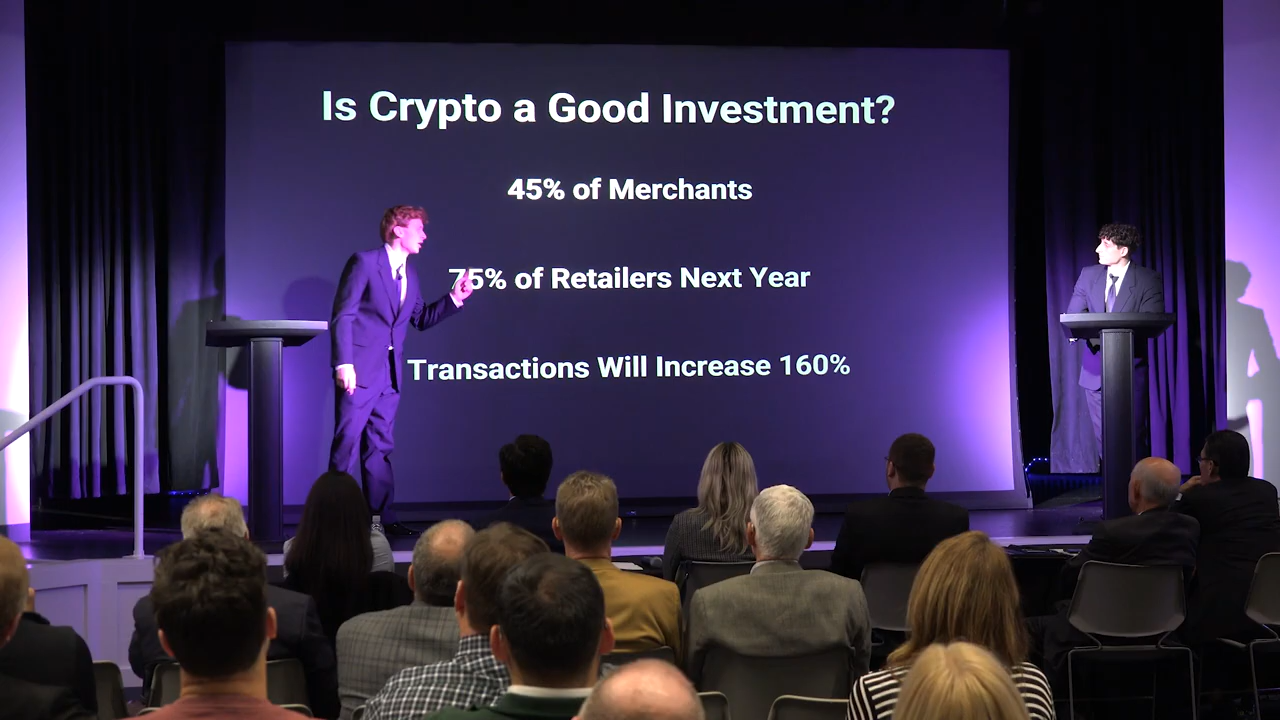 Is Crypto a Good Investment?
45% of Merchants
75% of Retailers Next Year
Transactions Will Increase 160%